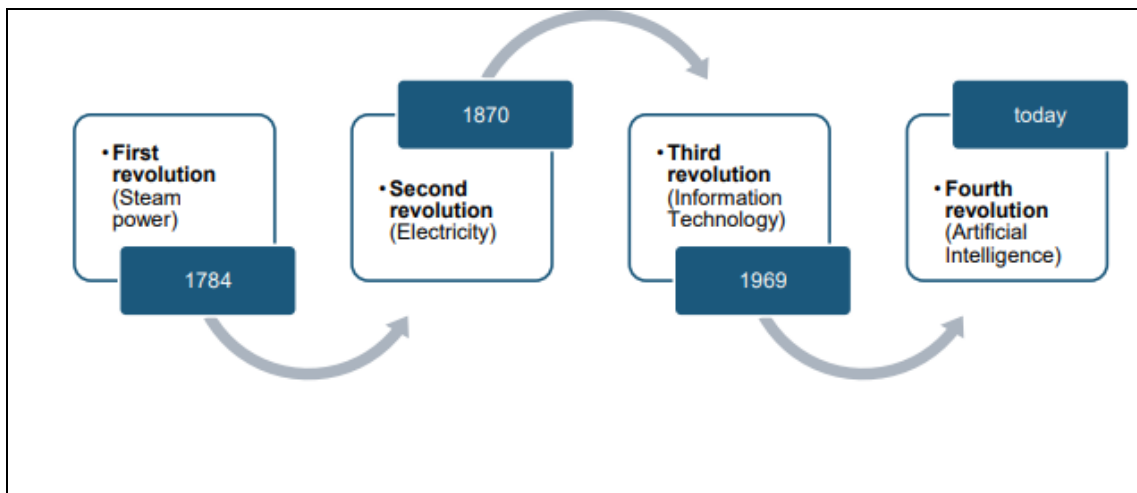 • First
revolution
(Steam
power)
1784
1870
• Second
revolution
(Electricity)
• Third
revolution
(Information
Technology)
1969
today
• Fourth
revolution
(Artificial
Intelligence)